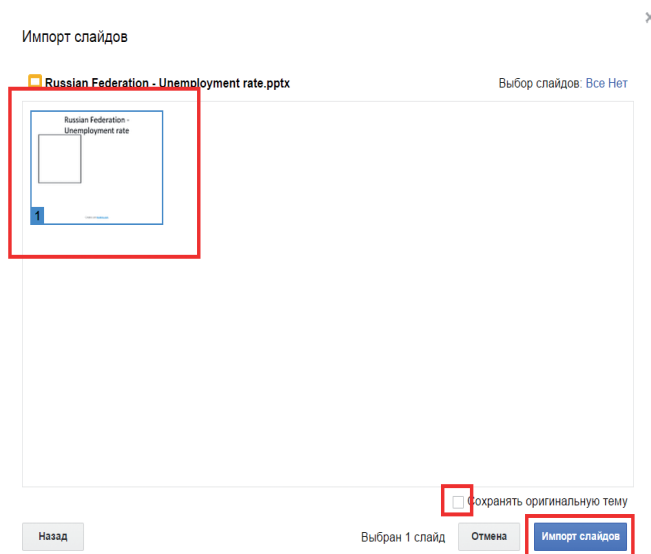 Импорт слайдов
Russian Federation - Unemployment rate.pptx
Выбор слайдов: Все Нет
Russian Federation -
Unemployment rate
1
Сохранять оригинальную тему
Назад
Выбран 1 слайд
Отмена
Импорт слайдов